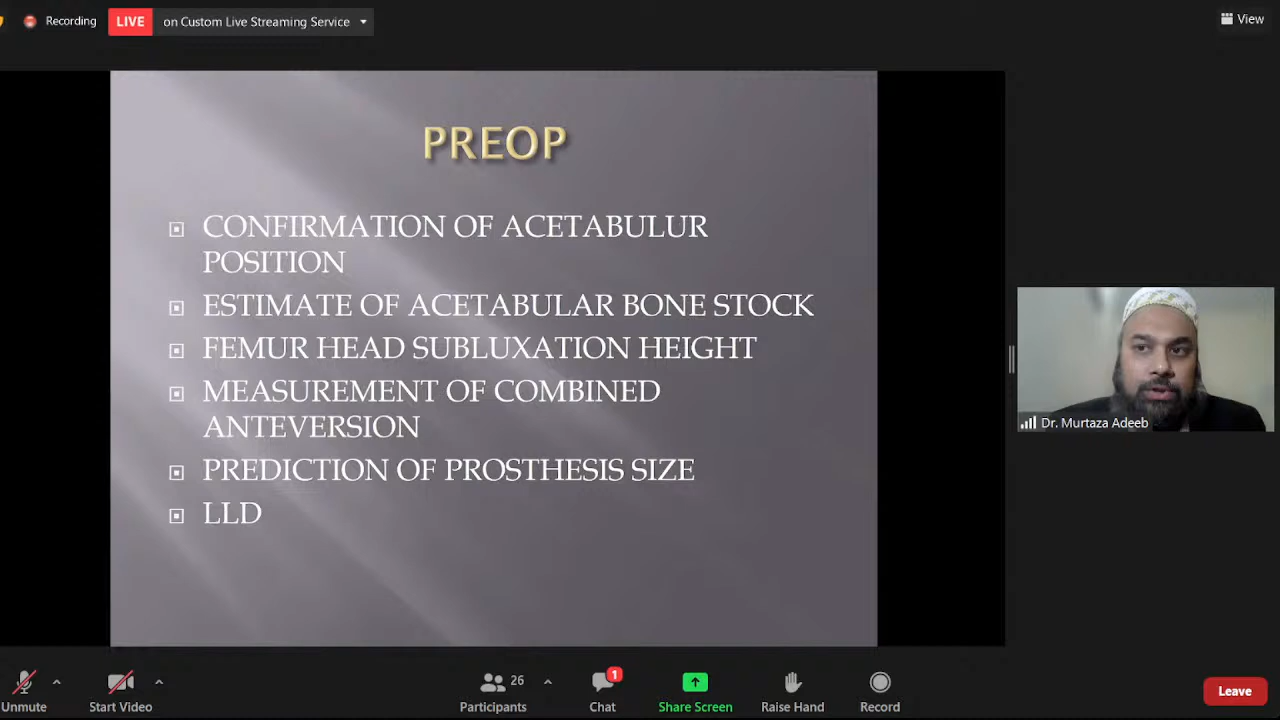 Recording
LIVE on Custom Live Streaming Service
View
PREOP
CONFIRMATION OF ACETABULUR
POSITION
ESTIMATE OF ACETABULAR BONE STOCK
FEMUR HEAD SUBLUXATION HEIGHT
MEASUREMENT OF COMBINED
ANTEVERSION
PREDICTION OF PROSTHESIS SIZE
LLD
Dr. Murtaza Adeeb
Unmute
Start Video
26
Participants
1
Chat
Share Screen
Raise Hand
Record
Leave